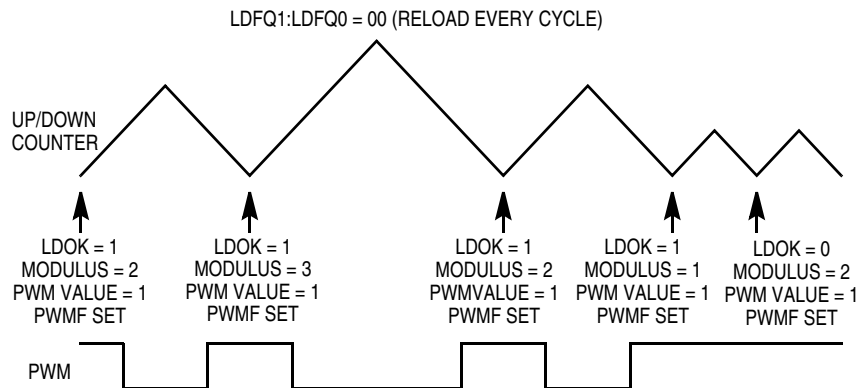 LDFQ1:LDFQ0 = 00 (RELOAD EVERY CYCLE)
UP/DOWN
COUNTER
LDOK = 1
MODULUS = 2
PWM VALUE = 1
PWMF SET
LDOK = 1
MODULUS = 3
PWM VALUE = 1
PWMF SET
LDOK = 1
MODULUS = 2
PWMVALUE = 1
PWMF SET
LDOK = 1
MODULUS = 1
PWM VALUE = 1
PWMF SET
LDOK = 0
MODULUS = 2
PWM VALUE = 1
PWMF SET
PWM